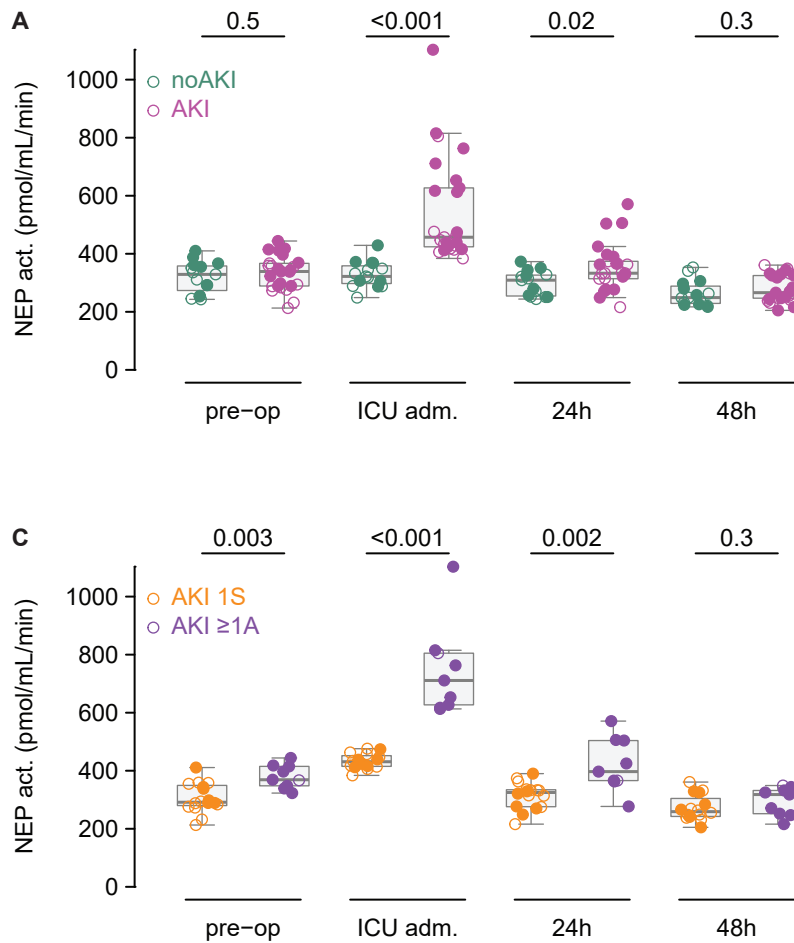 A
0.5 <0.001 0.02 0.3
NEP act. (pmol/mL/min)
1000
800
600
400
200
0
noAKI
AKI
pre−op ICU adm. 24h 48h
C
0.003 <0.001 0.002 0.3
NEP act. (pmol/mL/min)
1000
800
600
400
200
0
AKI 1S
AKI ≥1A
pre−op ICU adm. 24h 48h